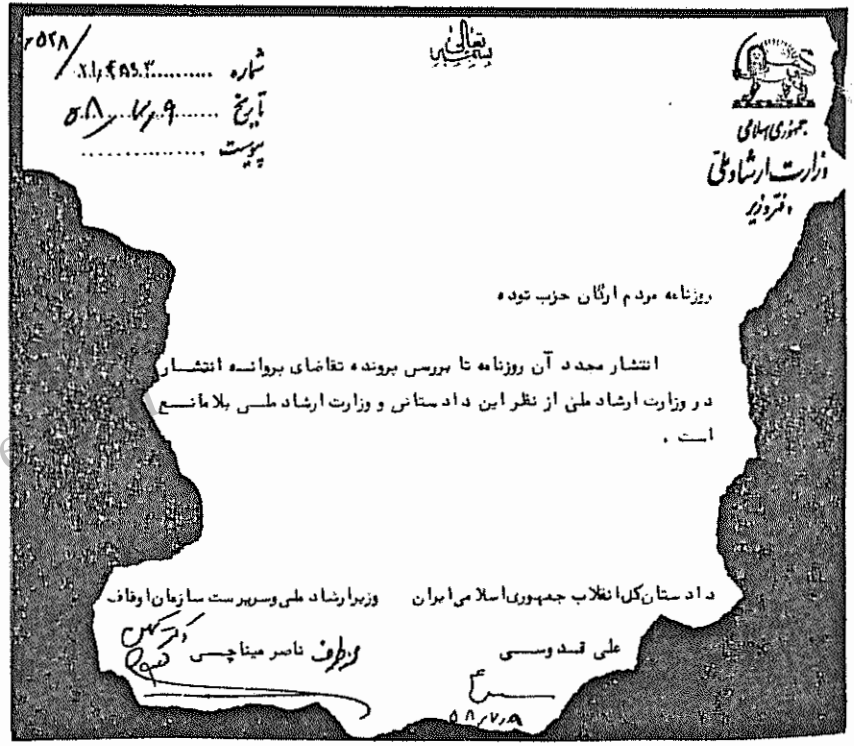 بسمه تعالی
جمهوری اسلامی
وزارت ارشاد ملی
دفتر وزیر
شماره
تاریخ ۵۸/۷/۹
پیوست
روزنامه مردم ارگان حزب توده
انتشار مجدد آن روزنامه تا بررسی پرونده تقاضای پروانه انتشار
در وزارت ارشاد ملی از نظر این دادستانی و وزارت ارشاد ملی بلامانع
است .
دادستان کل انقلاب جمهوری اسلامی ایران
وزیر ارشاد ملی و سرپرست سازمان اوقاف
علی قدوسی
از طرف ناصر میناچی
۵۸/۷/۸